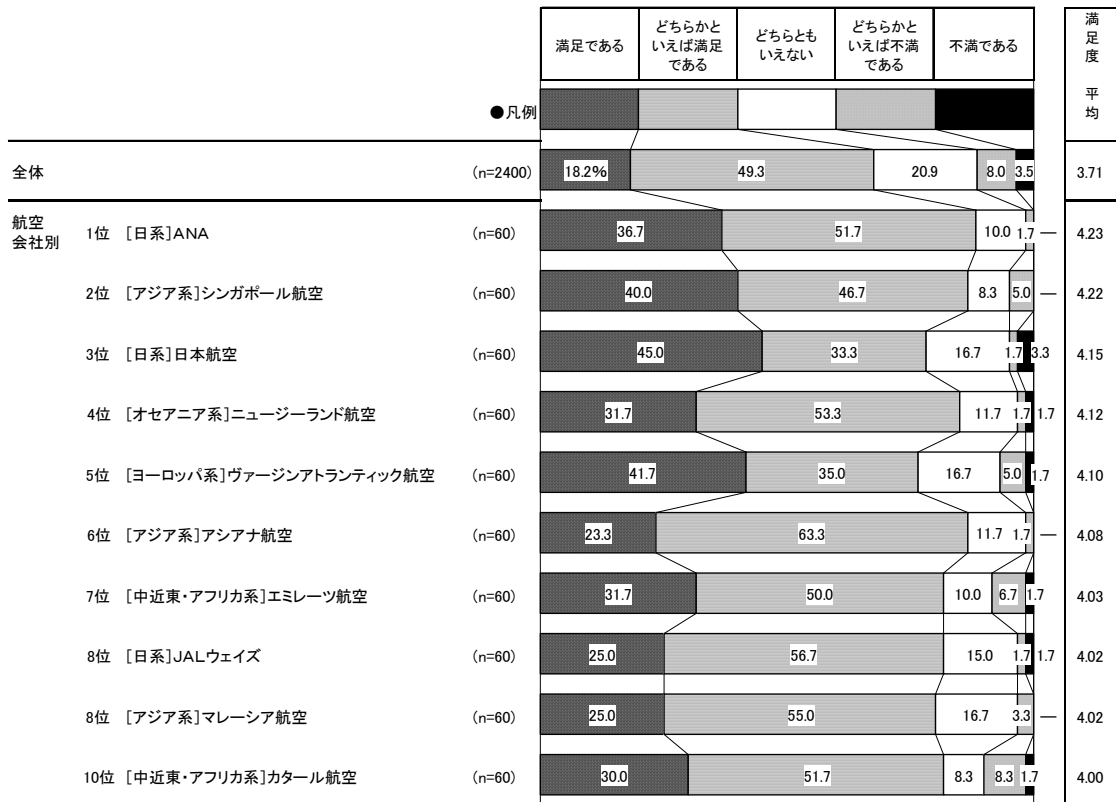 満足である どちらかと いえば満足 である どちらとも いえない どちらかと いえば不満 である 不満である 満足度 平均
●凡例
全体 (n=2400) 18.2% 49.3 20.9 8.0 3.5 3.71
航空 会社別 1位 [日系]ANA (n=60) 36.7 51.7 10.0 1.7 — 4.23
2位 [アジア系]シンガポール航空 (n=60) 40.0 46.7 8.3 5.0 — 4.22
3位 [日系]日本航空 (n=60) 45.0 33.3 16.7 1.7 3.3 4.15
4位 [オセアニア系]ニュージーランド航空 (n=60) 31.7 53.3 11.7 1.7 1.7 4.12
5位 [ヨーロッパ系]ヴァージンアトランティック航空 (n=60) 41.7 35.0 16.7 5.0 1.7 4.10
6位 [アジア系]アシアナ航空 (n=60) 23.3 63.3 11.7 1.7 — 4.08
7位 [中近東・アフリカ系]エミレーツ航空 (n=60) 31.7 50.0 10.0 6.7 1.7 4.03
8位 [日系]JALウェイズ (n=60) 25.0 56.7 15.0 1.7 1.7 4.02
8位 [アジア系]マレーシア航空 (n=60) 25.0 55.0 16.7 3.3 — 4.02
10位 [中近東・アフリカ系]カタール航空 (n=60) 30.0 51.7 8.3 8.3 1.7 4.00